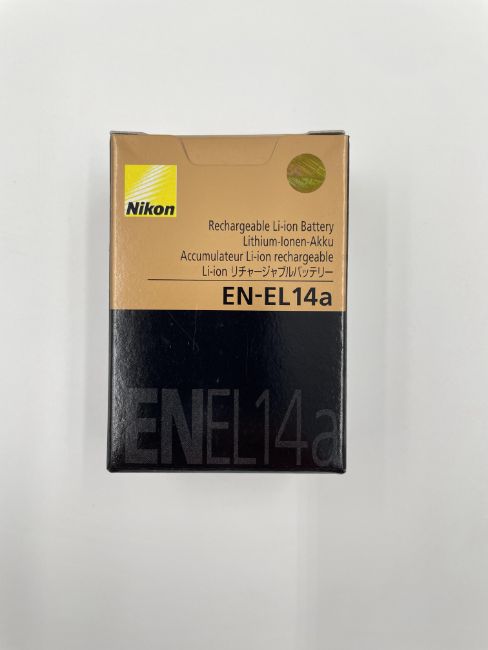 Nikon
Rechargeable Li-ion Battery
Lithium-Ionen-Akku
Accumulateur Li-ion rechargeable
Li-ion リチャージャブルバッテリー
EN-EL14a
ENEL14a